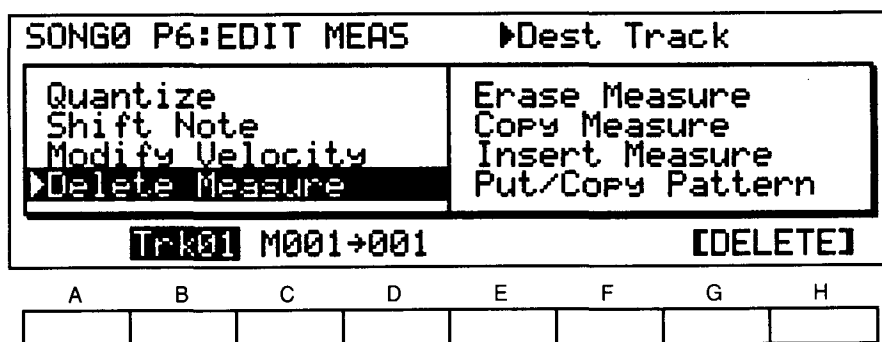 SONG0 P6:EDIT MEAS ▶Dest Track
Quantize
Shift Note
Modify Velocity
▶Delete Measure
Erase Measure
Copy Measure
Insert Measure
Put/Copy Pattern
Trk01 M001→001 [DELETE]
A B C D E F G H